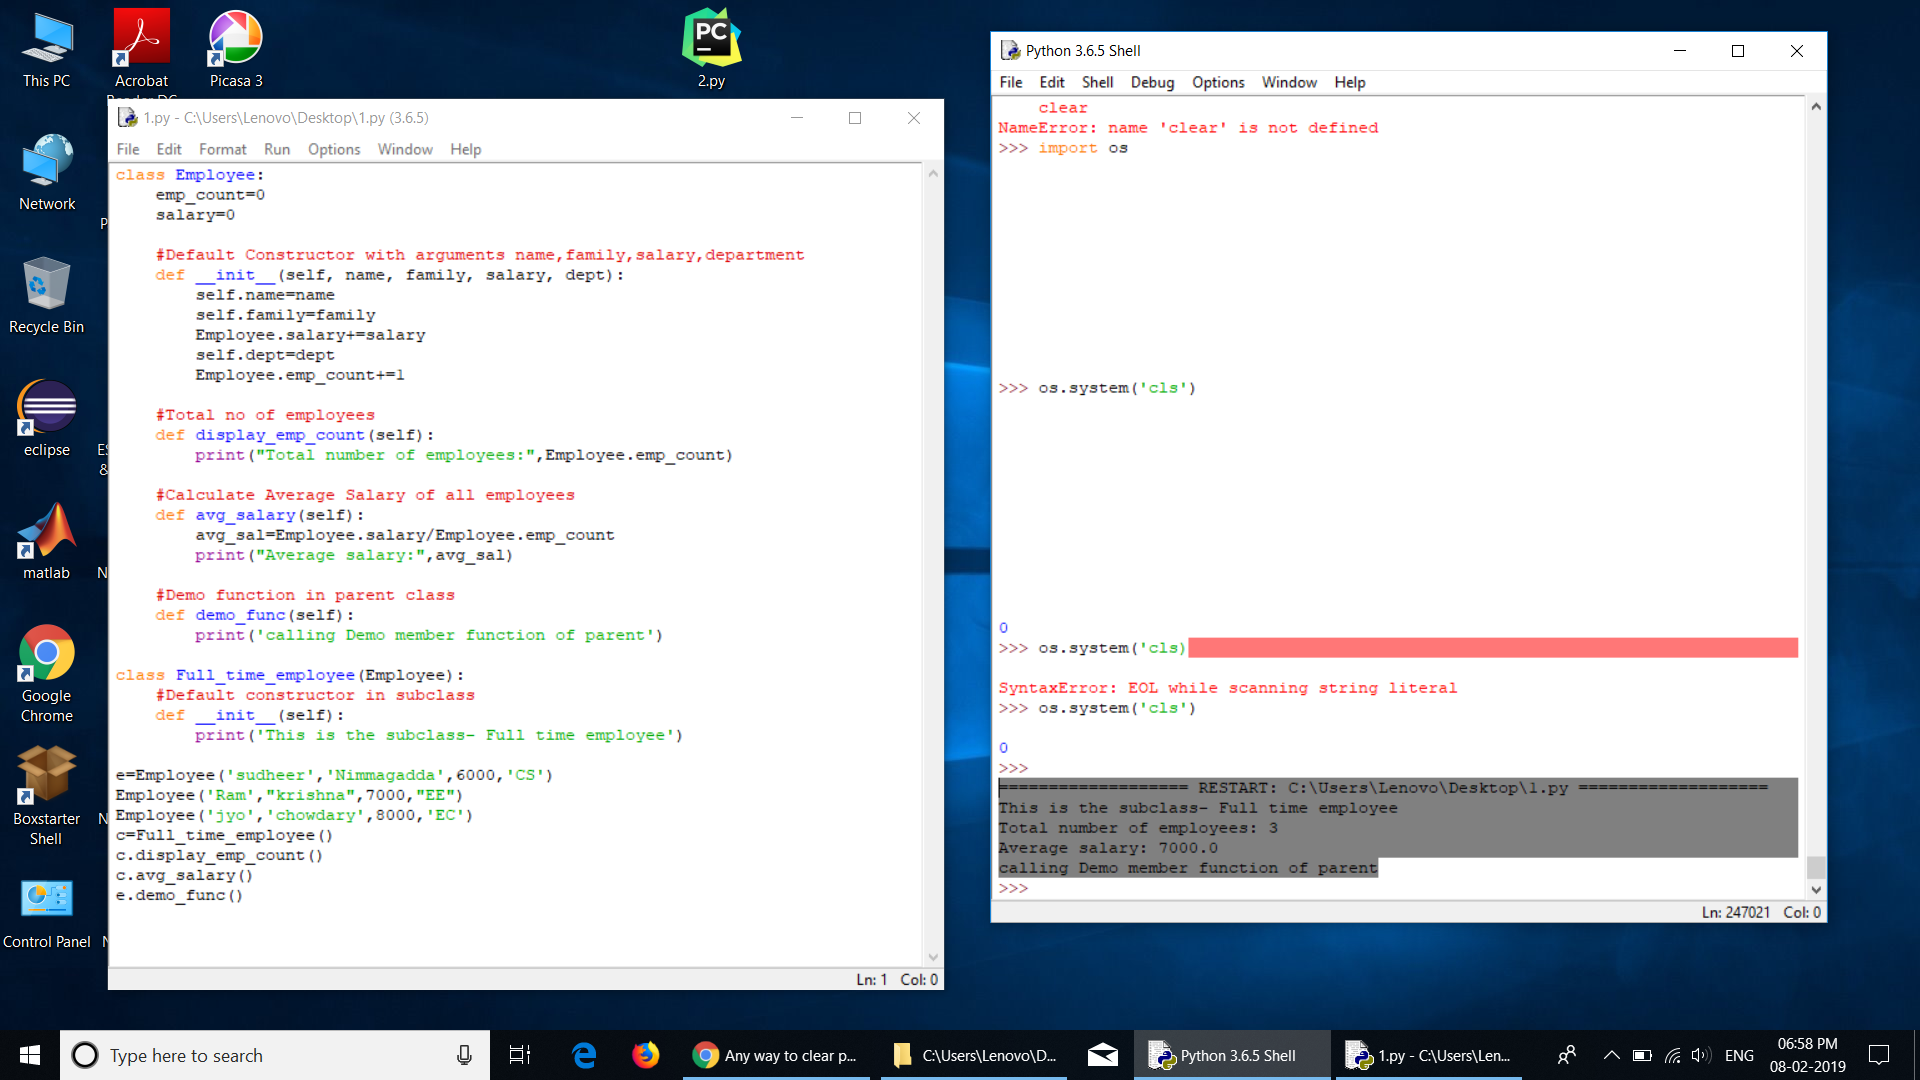 This PC
Acrobat
Picasa 3
2.py
Network
Recycle Bin
eclipse
matlab
Google
Chrome
Boxstarter
Shell
Control Panel
1.py - C:\Users\Lenovo\Desktop\1.py (3.6.5)
File Edit Format Run Options Window Help
class Employee:
    emp_count=0
    salary=0
    #Default Constructor with arguments name,family,salary,department
    def __init__(self, name, family, salary, dept):
        self.name=name
        self.family=family
        Employee.salary+=salary
        self.dept=dept
        Employee.emp_count+=1
    #Total no of employees
    def display_emp_count(self):
        print("Total number of employees:",Employee.emp_count)
    #Calculate Average Salary of all employees
    def avg_salary(self):
        avg_sal=Employee.salary/Employee.emp_count
        print("Average salary:",avg_sal)
    #Demo function in parent class
    def demo_func(self):
        print('calling Demo member function of parent')
class Full_time_employee(Employee):
    #Default constructor in subclass
    def __init__(self):
        print('This is the subclass- Full time employee')
e=Employee('sudheer','Nimmagadda',6000,'CS')
Employee('Ram',"krishna",7000,"EE")
Employee('jyo','chowdary',8000,'EC')
c=Full_time_employee()
c.display_emp_count()
c.avg_salary()
e.demo_func()
Ln: 1 Col: 0
Python 3.6.5 Shell
File Edit Shell Debug Options Window Help
    clear
NameError: name 'clear' is not defined
>>> import os
>>> os.system('cls')
0
>>> os.system('cls)
SyntaxError: EOL while scanning string literal
>>> os.system('cls')
0
>>>
=================== RESTART: C:\Users\Lenovo\Desktop\1.py ===================
This is the subclass- Full time employee
Total number of employees: 3
Average salary: 7000.0
calling Demo member function of parent
>>>
Ln: 247021 Col: 0
Type here to search
Any way to clear p...
C:\Users\Lenovo\D...
Python 3.6.5 Shell
1.py - C:\Users\Len...
ENG
06:58 PM
08-02-2019